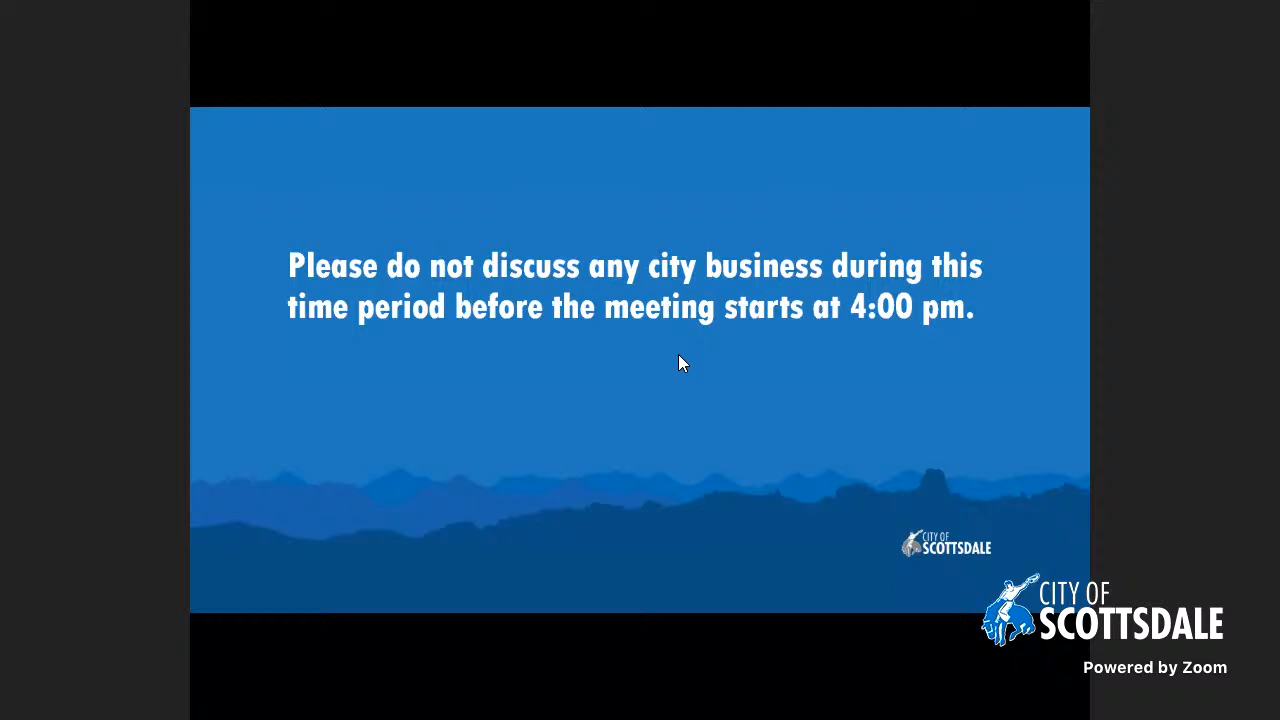 Please do not discuss any city business during this
time period before the meeting starts at 4:00 pm.
CITY OF
SCOTTSDALE
CITY OF
SCOTTSDALE
Powered by Zoom